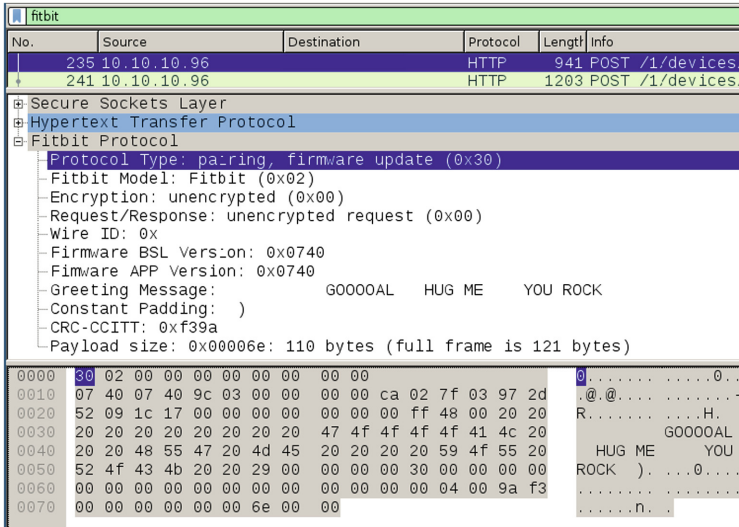 fitbit
No. Source Destination Protocol Length Info
235 10.10.10.96 HTTP 941 POST /1/devices.
241 10.10.10.96 HTTP 1203 POST /1/devices.
Secure Sockets Layer
Hypertext Transfer Protocol
Fitbit Protocol
Protocol Type: pairing, firmware update (0x30)
Fitbit Model: Fitbit (0x02)
Encryption: unencrypted (0x00)
Request/Response: unencrypted request (0x00)
Wire ID: 0x
Firmware BSL Version: 0x0740
Fimware APP Version: 0x0740
Greeting Message: GOOOOAL HUG ME YOU ROCK
Constant Padding: )
CRC-CCITT: 0xf39a
Payload size: 0x00006e: 110 bytes (full frame is 121 bytes)
0000 30 02 00 00 00 00 00 00 00 00 0....... .....0..
0010 07 40 07 40 9c 03 00 00 00 00 ca 02 7f 03 97 2d .@.@.... .......-
0020 52 09 1c 17 00 00 00 00 00 00 ff 48 00 20 20 R....... ....H.
0030 20 20 20 20 20 20 20 20 47 4f 4f 4f 4f 41 4c 20 GOOOOAL
0040 20 20 48 55 47 20 4d 45 20 20 20 20 59 4f 55 20 HUG ME YOU
0050 52 4f 43 4b 20 20 29 00 00 00 00 30 00 00 00 00 ROCK ). ...0....
0060 00 00 00 00 00 00 00 00 00 00 00 00 04 00 9a f3 ........ ........
0070 00 00 00 00 00 00 6e 00 00 ......n. .